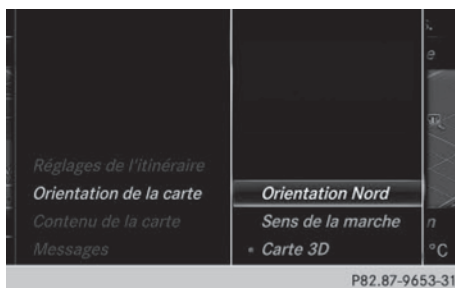 Réglages de l'itinéraire
Orientation de la carte
Contenu de la carte
Messages
Orientation Nord
Sens de la marche
• Carte 3D
s.
e
n
°C
P82.87-9653-31